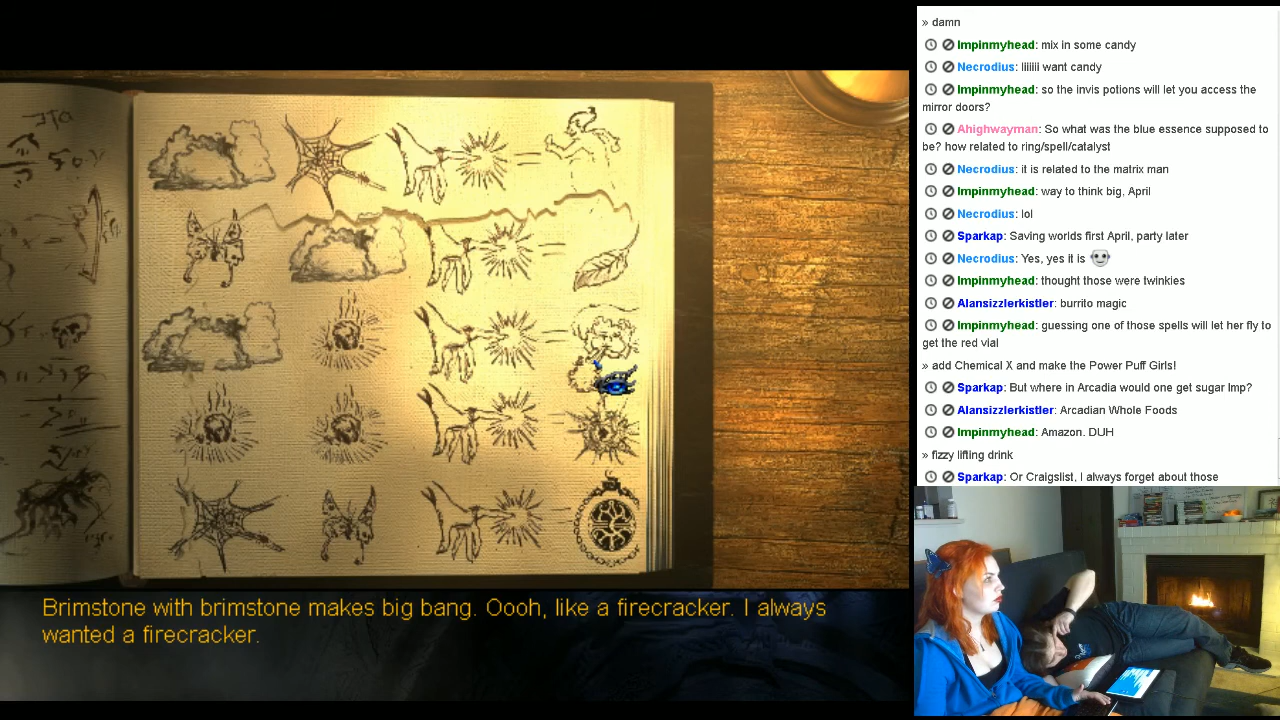 » damn
Impinmyhead: mix in some candy
Necrodius: Iiiiiii want candy
Impinmyhead: so the invis potions will let you access the
mirror doors?
Ahighwayman: So what was the blue essence supposed to
be? how related to ring/spell/catalyst
Necrodius: it is related to the matrix man
Impinmyhead: way to think big, April
Necrodius: lol
Sparkap: Saving worlds first April, party later
Necrodius: Yes, yes it is
Impinmyhead: thought those were twinkies
Alansizzlerkistler: burrito magic
Impinmyhead: guessing one of those spells will let her fly to
get the red vial
» add Chemical X and make the Power Puff Girls!
Sparkap: But where in Arcadia would one get sugar Imp?
Alansizzlerkistler: Arcadian Whole Foods
Impinmyhead: Amazon. DUH
» fizzy lifting drink
Sparkap: Or Craigslist, I always forget about those
Brimstone with brimstone makes big bang. Oooh, like a firecracker. I always
wanted a firecracker.